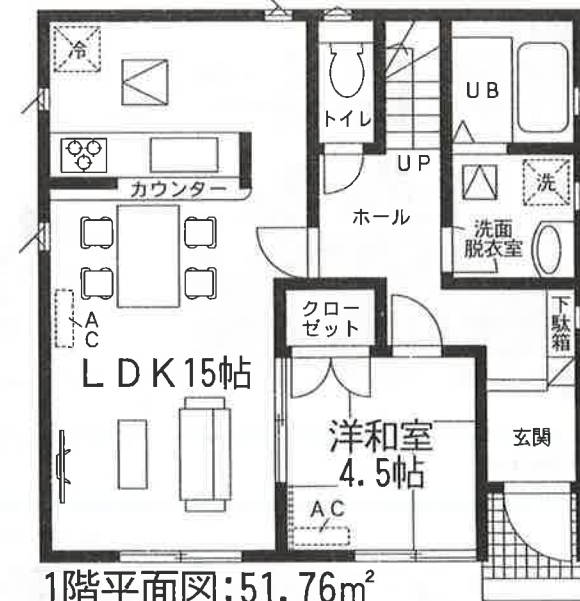 冷
トイレ
UP
UB
カウンター
ホール
洗
洗面
脱衣室
AC
クロー
ゼット
下駄箱
LDK15帖
洋和室
4.5帖
玄関
AC
1階平面図:51.76㎡